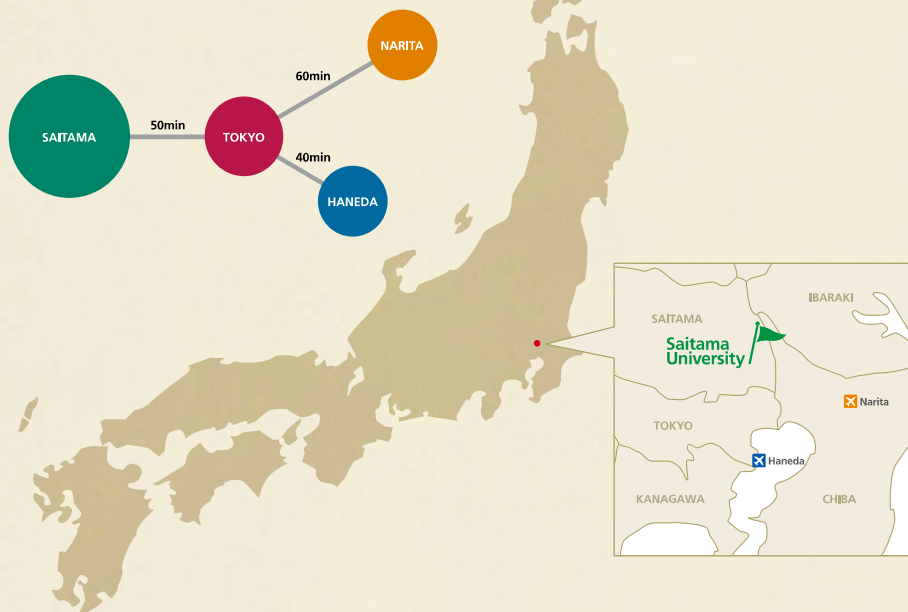 NARITA
60min
SAITAMA
50min
TOKYO
40min
HANEDA
IBARAKI
SAITAMA
Saitama
University
Narita
TOKYO
Haneda
KANAGAWA
CHIBA